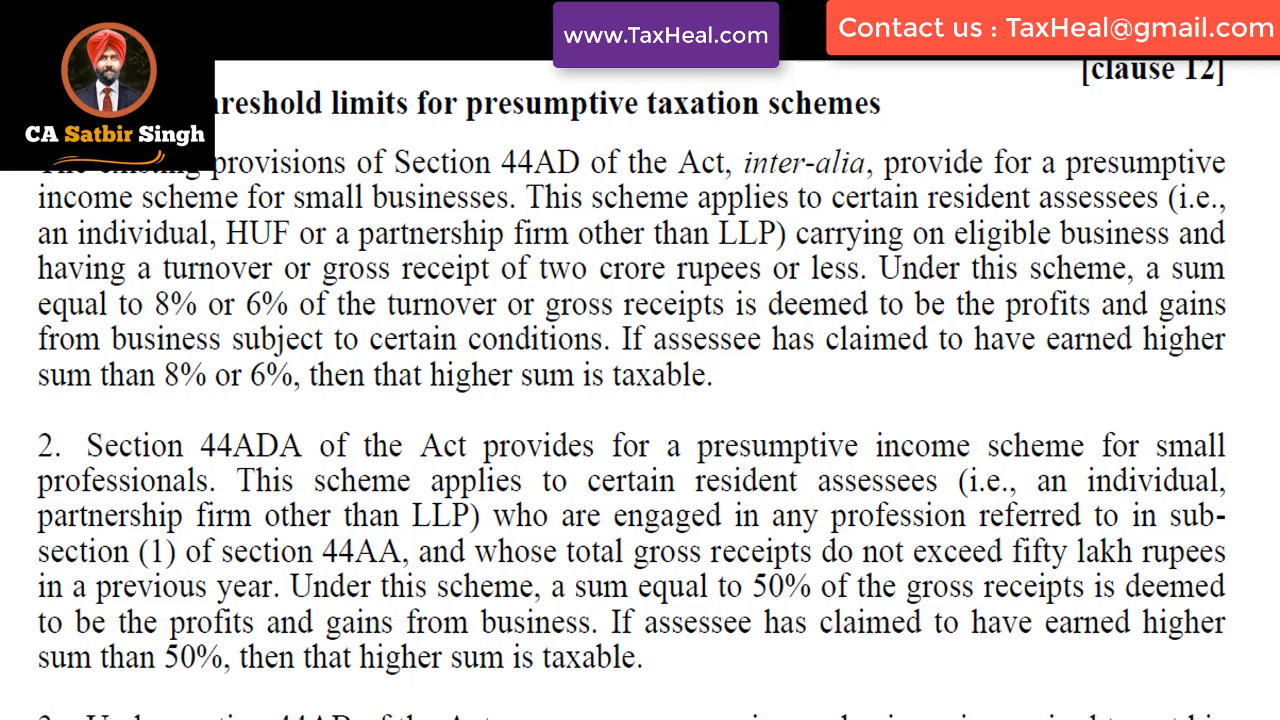 www.TaxHeal.com
Contact us : TaxHeal@gmail.com
[clause 12]
CA Satbir Singh
hreshold limits for presumptive taxation schemes
The existing provisions of Section 44AD of the Act, inter-alia, provide for a presumptive
income scheme for small businesses. This scheme applies to certain resident assessees (i.e.,
an individual, HUF or a partnership firm other than LLP) carrying on eligible business and
having a turnover or gross receipt of two crore rupees or less. Under this scheme, a sum
equal to 8% or 6% of the turnover or gross receipts is deemed to be the profits and gains
from business subject to certain conditions. If assessee has claimed to have earned higher
sum than 8% or 6%, then that higher sum is taxable.
2. Section 44ADA of the Act provides for a presumptive income scheme for small
professionals. This scheme applies to certain resident assessees (i.e., an individual,
partnership firm other than LLP) who are engaged in any profession referred to in sub-
section (1) of section 44AA, and whose total gross receipts do not exceed fifty lakh rupees
in a previous year. Under this scheme, a sum equal to 50% of the gross receipts is deemed
to be the profits and gains from business. If assessee has claimed to have earned higher
sum than 50%, then that higher sum is taxable.